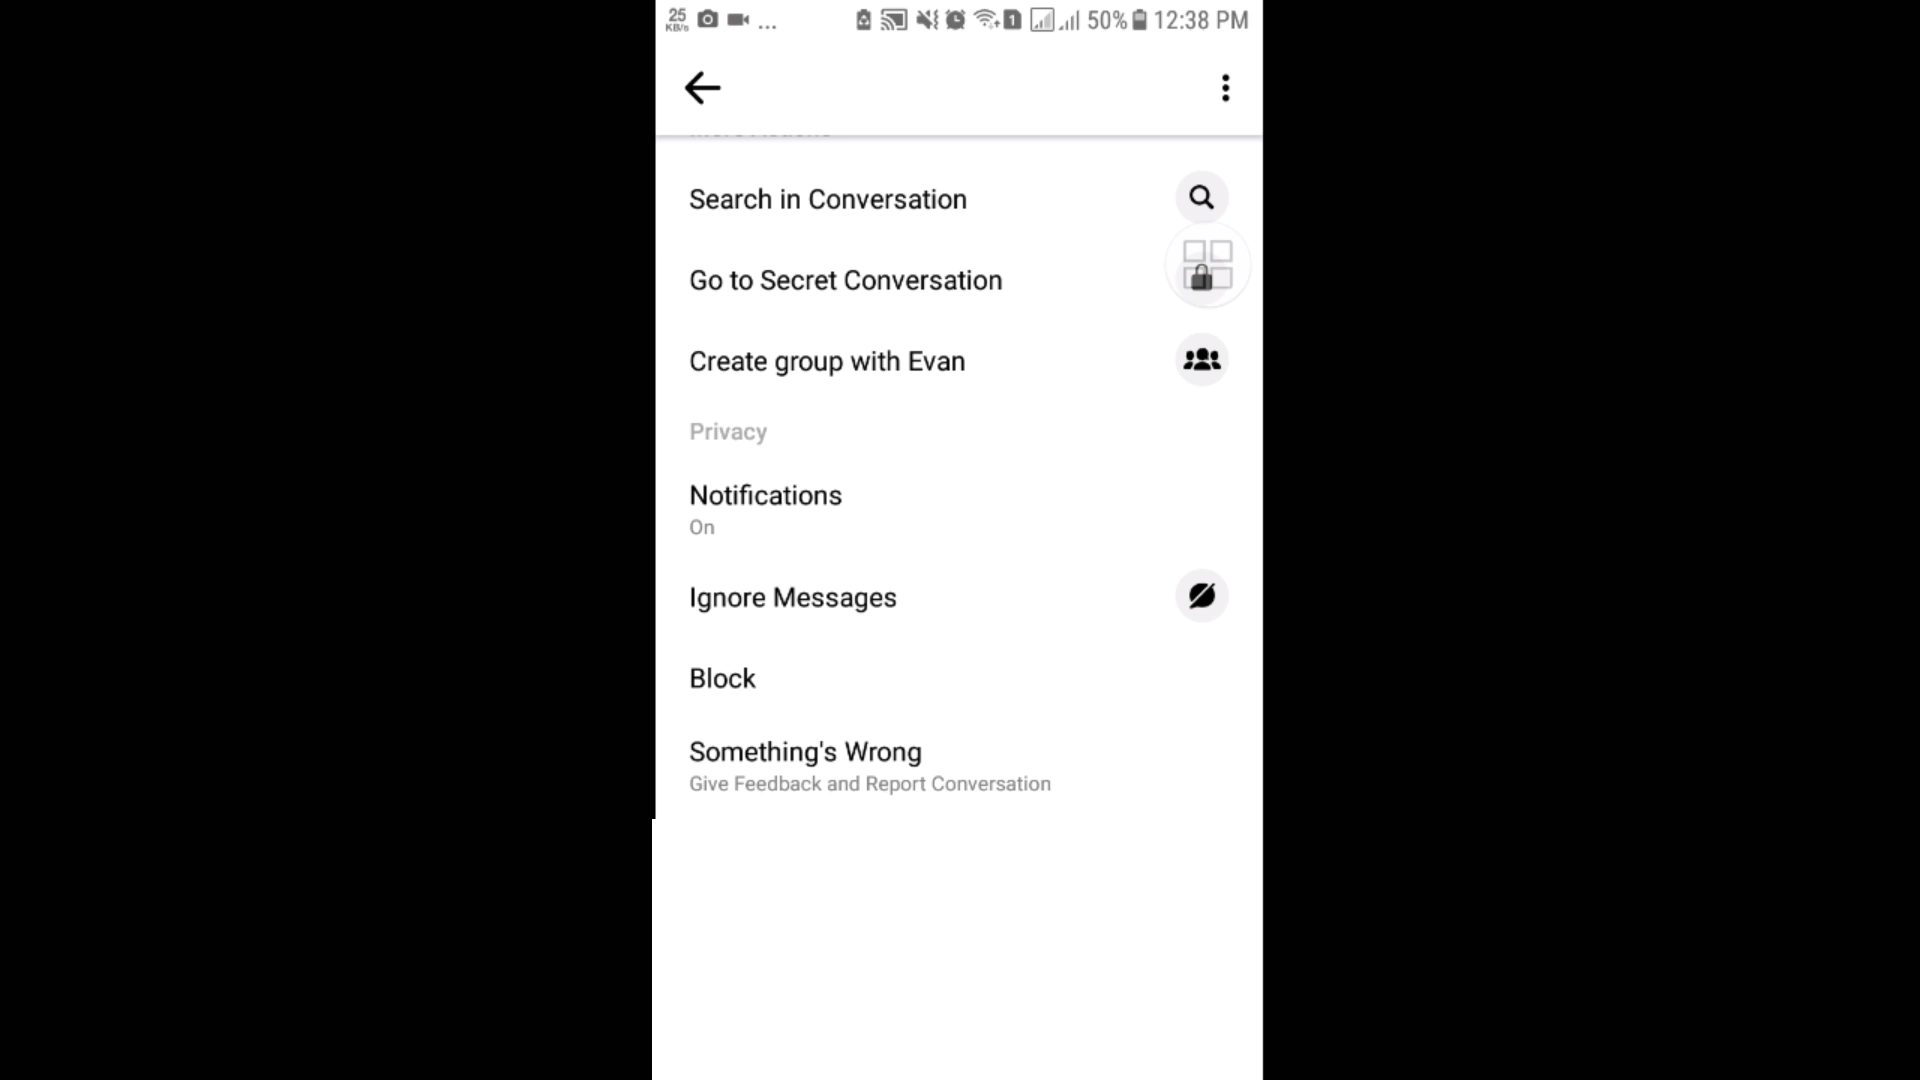 25
KB/s
... 1 50% 12:38 PM
Search in Conversation
Go to Secret Conversation
Create group with Evan
Privacy
Notifications
On
Ignore Messages
Block
Something's Wrong
Give Feedback and Report Conversation